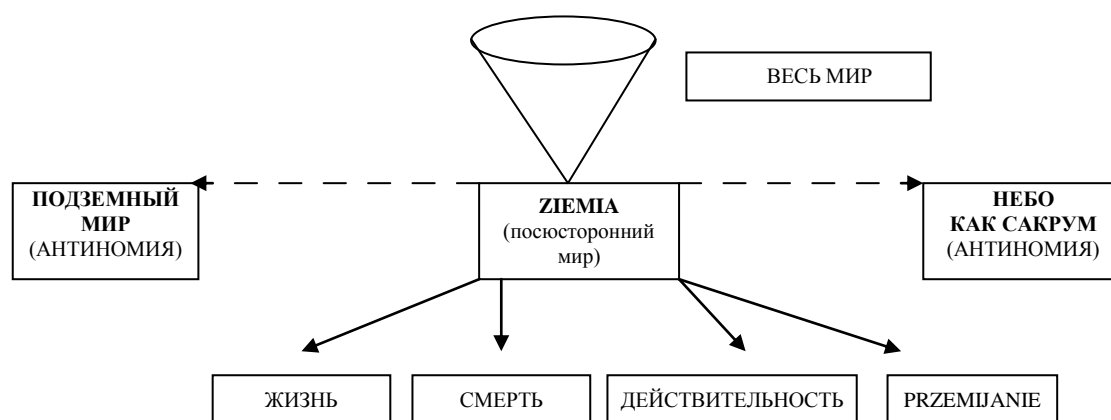 ВЕСЬ МИР
ПОДЗЕМНЫЙ
МИР
(АНТИНОМИЯ)
ZIEMIA
(посюсторонний
мир)
НЕБО
КАК САКРУМ
(АНТИНОМИЯ)
ЖИЗНЬ
СМЕРТЬ
ДЕЙСТВИТЕЛЬНОСТЬ
PRZEMIJANIE